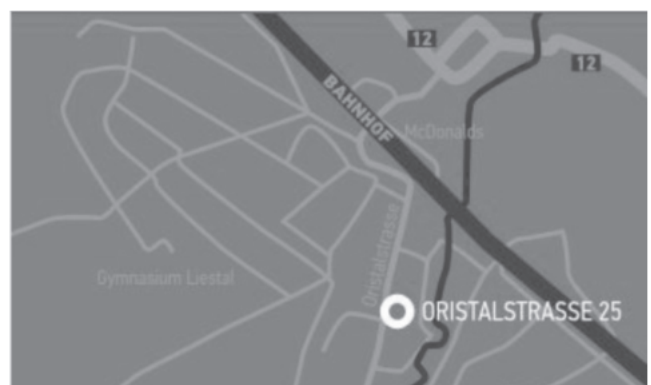 12
12
BAHNHOF
McDonalds
Oristalstrasse
Gymnasium Liestal
ORISTALSTRASSE 25